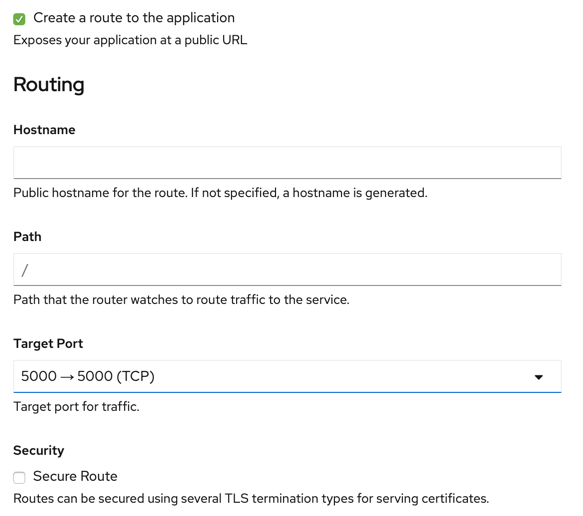 Create a route to the application
Exposes your application at a public URL
Routing
Hostname
Public hostname for the route. If not specified, a hostname is generated.
Path
/
Path that the router watches to route traffic to the service.
Target Port
5000 → 5000 (TCP)
Target port for traffic.
Security
Secure Route
Routes can be secured using several TLS termination types for serving certificates.